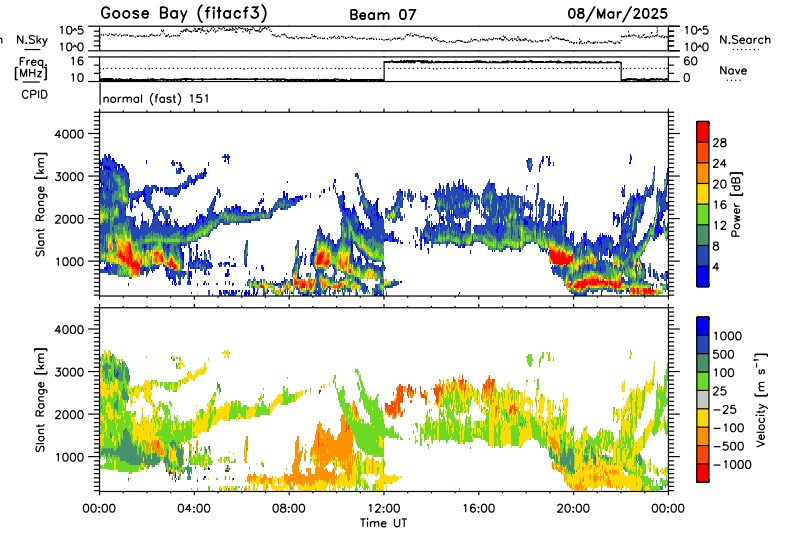 Goose Bay (fitacf3) Beam 07 08/Mar/2025
n N.Sky 10^5 10^5 N.Search
10^0 10^0
Freq. 16 60
[MHz] 10 0 Nave
CPID normal (fast) 151
Slant Range [km] 4000 3000 2000 1000
28 24 20 16 12 8 4 Power [dB]
Slant Range [km] 4000 3000 2000 1000
1000 500 100 25 -25 -100 -500 -1000 Velocity [m s⁻¹]
00:00 04:00 08:00 12:00 16:00 20:00 00:00
Time UT